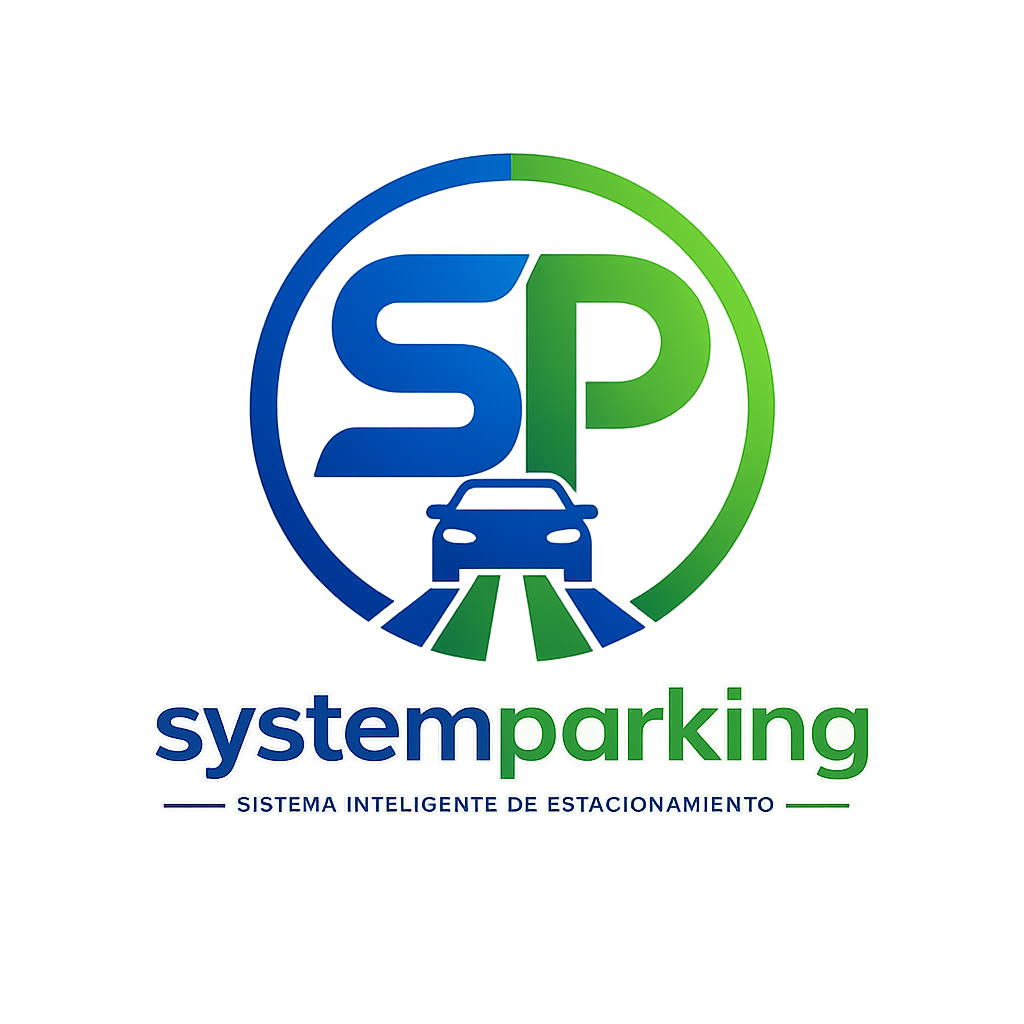 SP
systemparking
SISTEMA INTELIGENTE DE ESTACIONAMIENTO